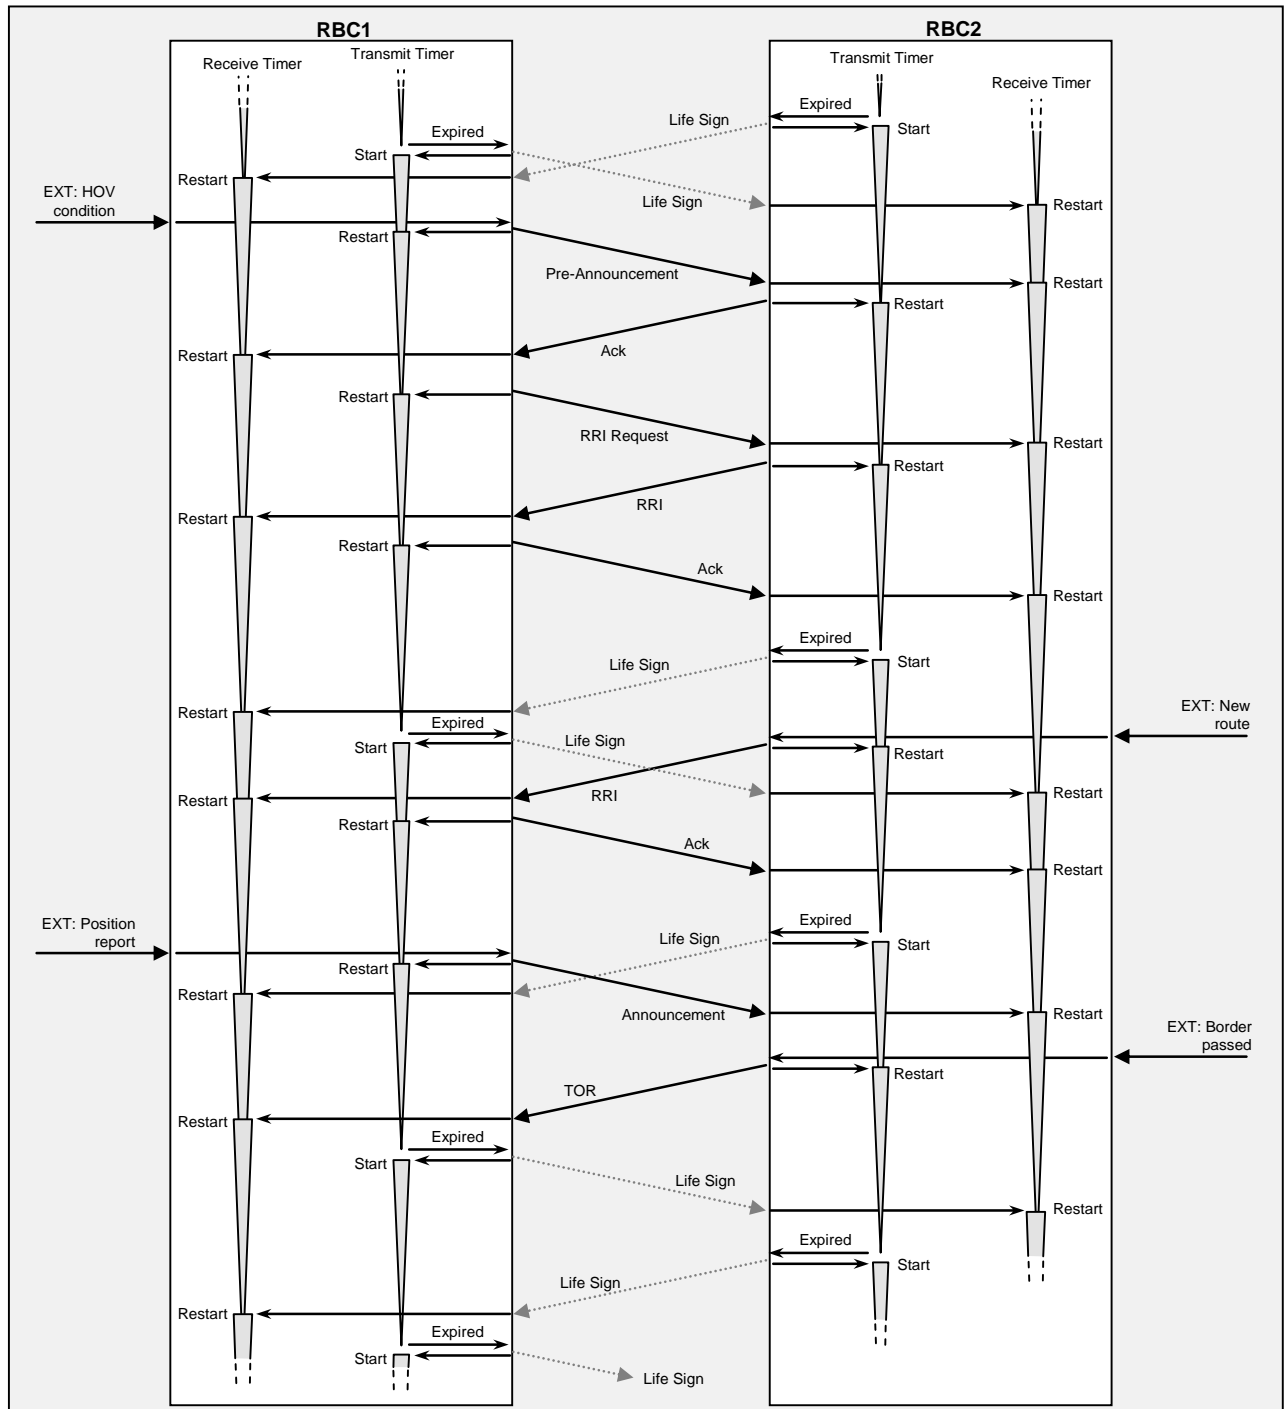 RBC1
RBC2
Transmit Timer
Receive Timer
Transmit Timer
Receive Timer
Expired
Life Sign
Start
Expired
Start
Restart
EXT: HOV
condition
Life Sign
Restart
Restart
Pre-Announcement
Restart
Restart
Ack
Restart
Restart
RRI Request
Restart
Restart
RRI
Restart
Restart
Ack
Restart
Expired
Life Sign
Start
Restart
EXT: New
route
Expired
Life Sign
Start
Restart
RRI
Restart
Restart
Restart
Ack
Restart
EXT: Position
report
Expired
Life Sign
Start
Restart
Restart
Announcement
Restart
EXT: Border
passed
Restart
TOR
Restart
Expired
Start
Life Sign
Restart
Expired
Start
Life Sign
Restart
Expired
Start
Life Sign